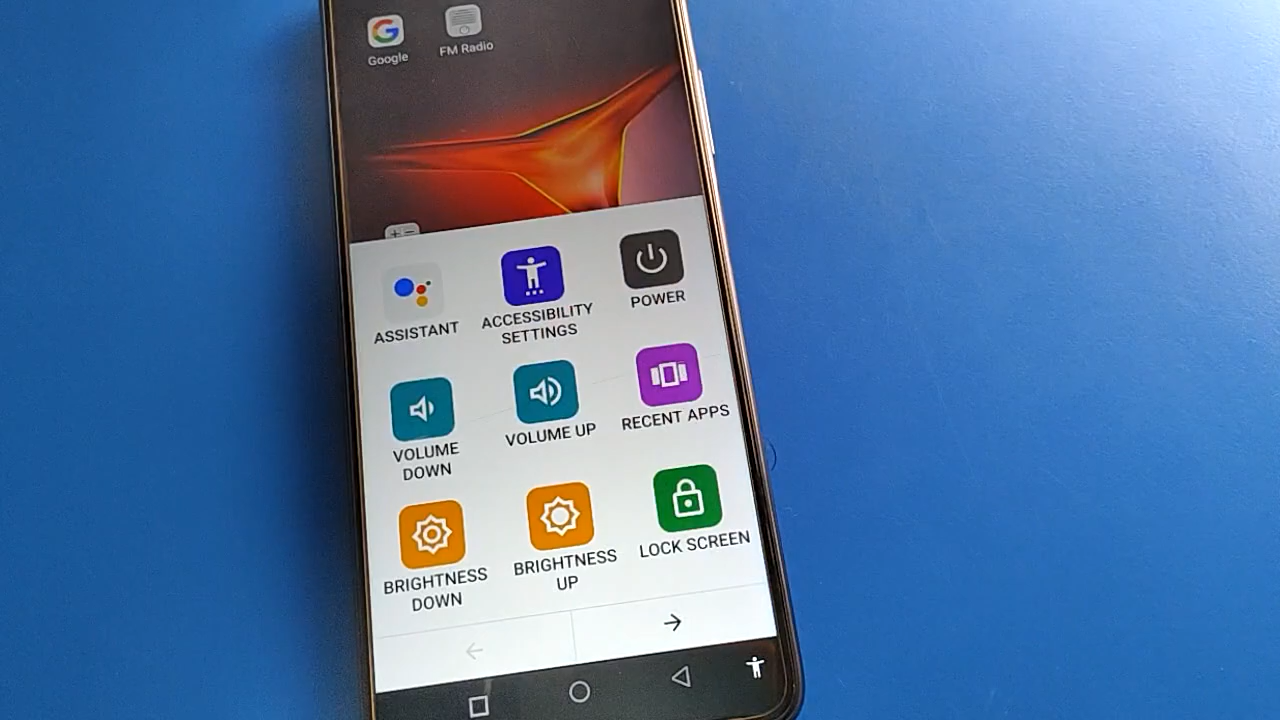 Google
FM Radio
ASSISTANT
ACCESSIBILITY
SETTINGS
POWER
VOLUME
DOWN
VOLUME UP
RECENT APPS
BRIGHTNESS
DOWN
BRIGHTNESS
UP
LOCK SCREEN